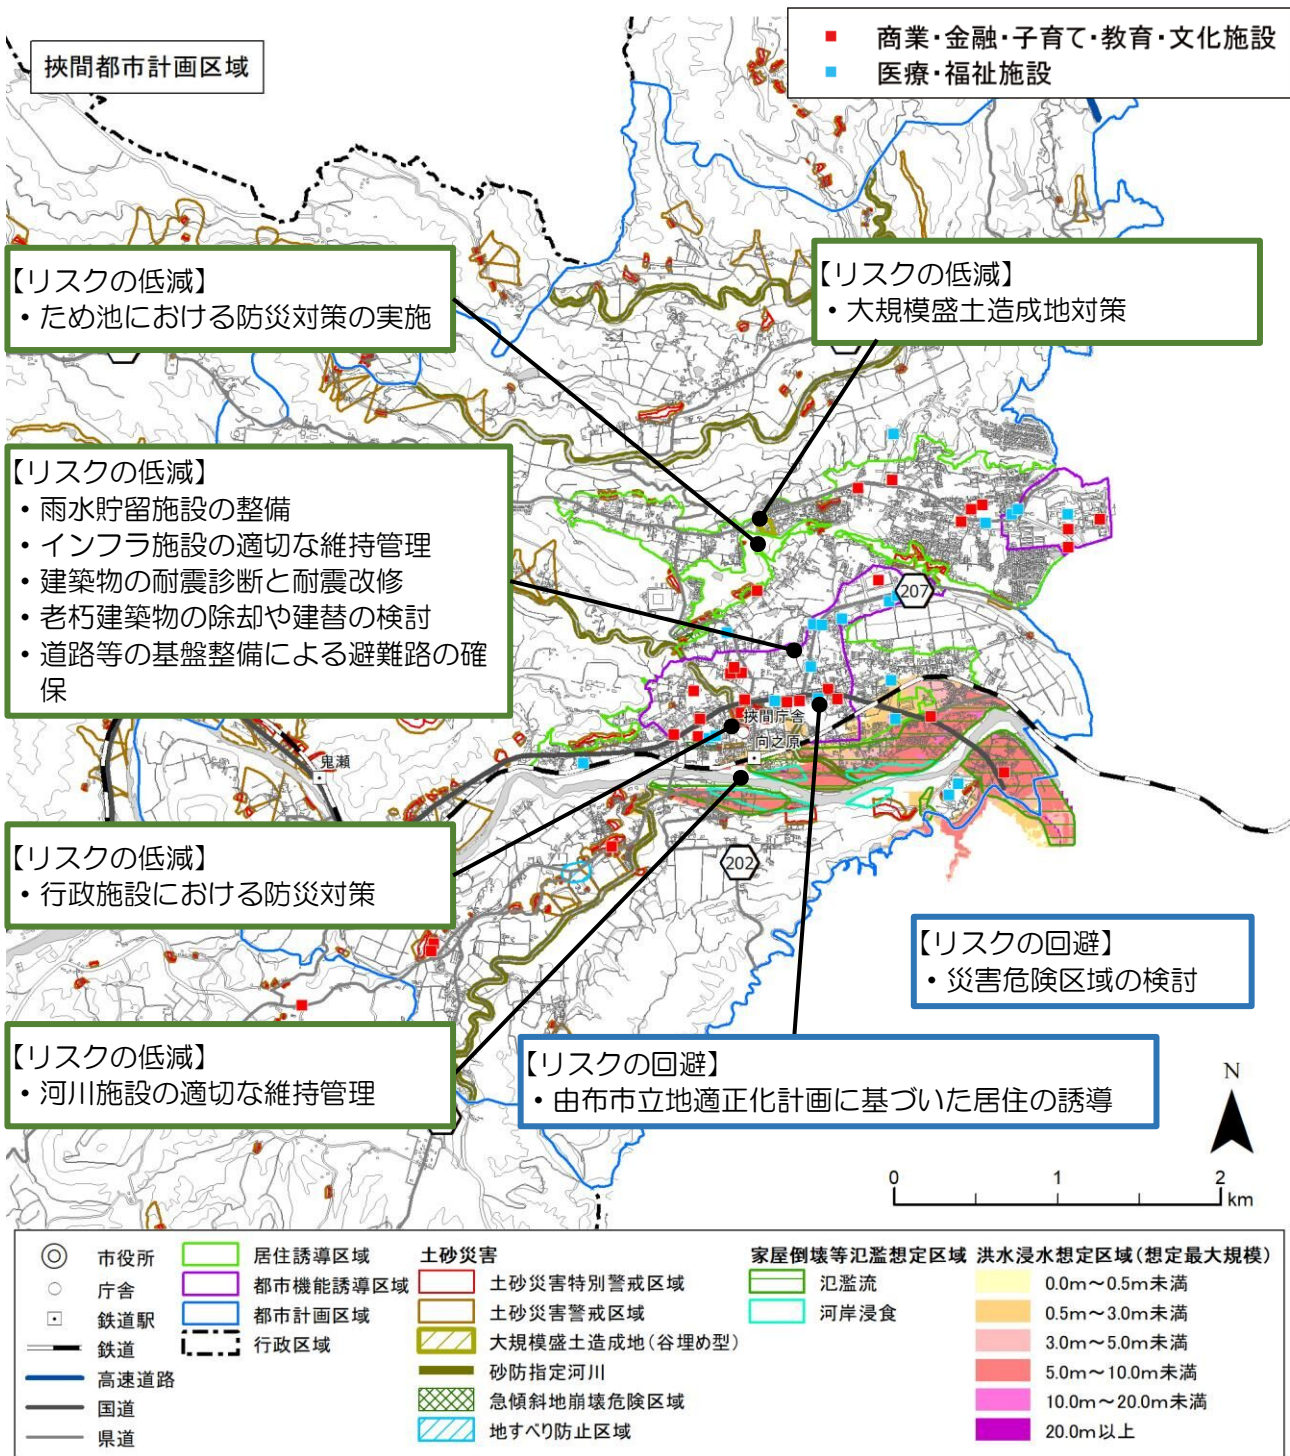 挾間都市計画区域
商業・金融・子育て・教育・文化施設
医療・福祉施設
【リスクの低減】
・ため池における防災対策の実施
【リスクの低減】
・大規模盛土造成地対策
【リスクの低減】
・雨水貯留施設の整備
・インフラ施設の適切な維持管理
・建築物の耐震診断と耐震改修
・老朽建築物の除却や建替の検討
・道路等の基盤整備による避難路の確
保
207
挾間庁舎
向之原
鬼瀬
202
【リスクの低減】
・行政施設における防災対策
【リスクの回避】
・災害危険区域の検討
【リスクの低減】
・河川施設の適切な維持管理
【リスクの回避】
・由布市立地適正化計画に基づいた居住の誘導
N
0 1 2
km
市役所
庁舎
鉄道駅
鉄道
高速道路
国道
県道
居住誘導区域
都市機能誘導区域
都市計画区域
行政区域
土砂災害
土砂災害特別警戒区域
土砂災害警戒区域
大規模盛土造成地(谷埋め型)
砂防指定河川
急傾斜地崩壊危険区域
地すべり防止区域
家屋倒壊等氾濫想定区域
氾濫流
河岸浸食
洪水浸水想定区域(想定最大規模)
0.0m～0.5m未満
0.5m～3.0m未満
3.0m～5.0m未満
5.0m～10.0m未満
10.0m～20.0m未満
20.0m以上